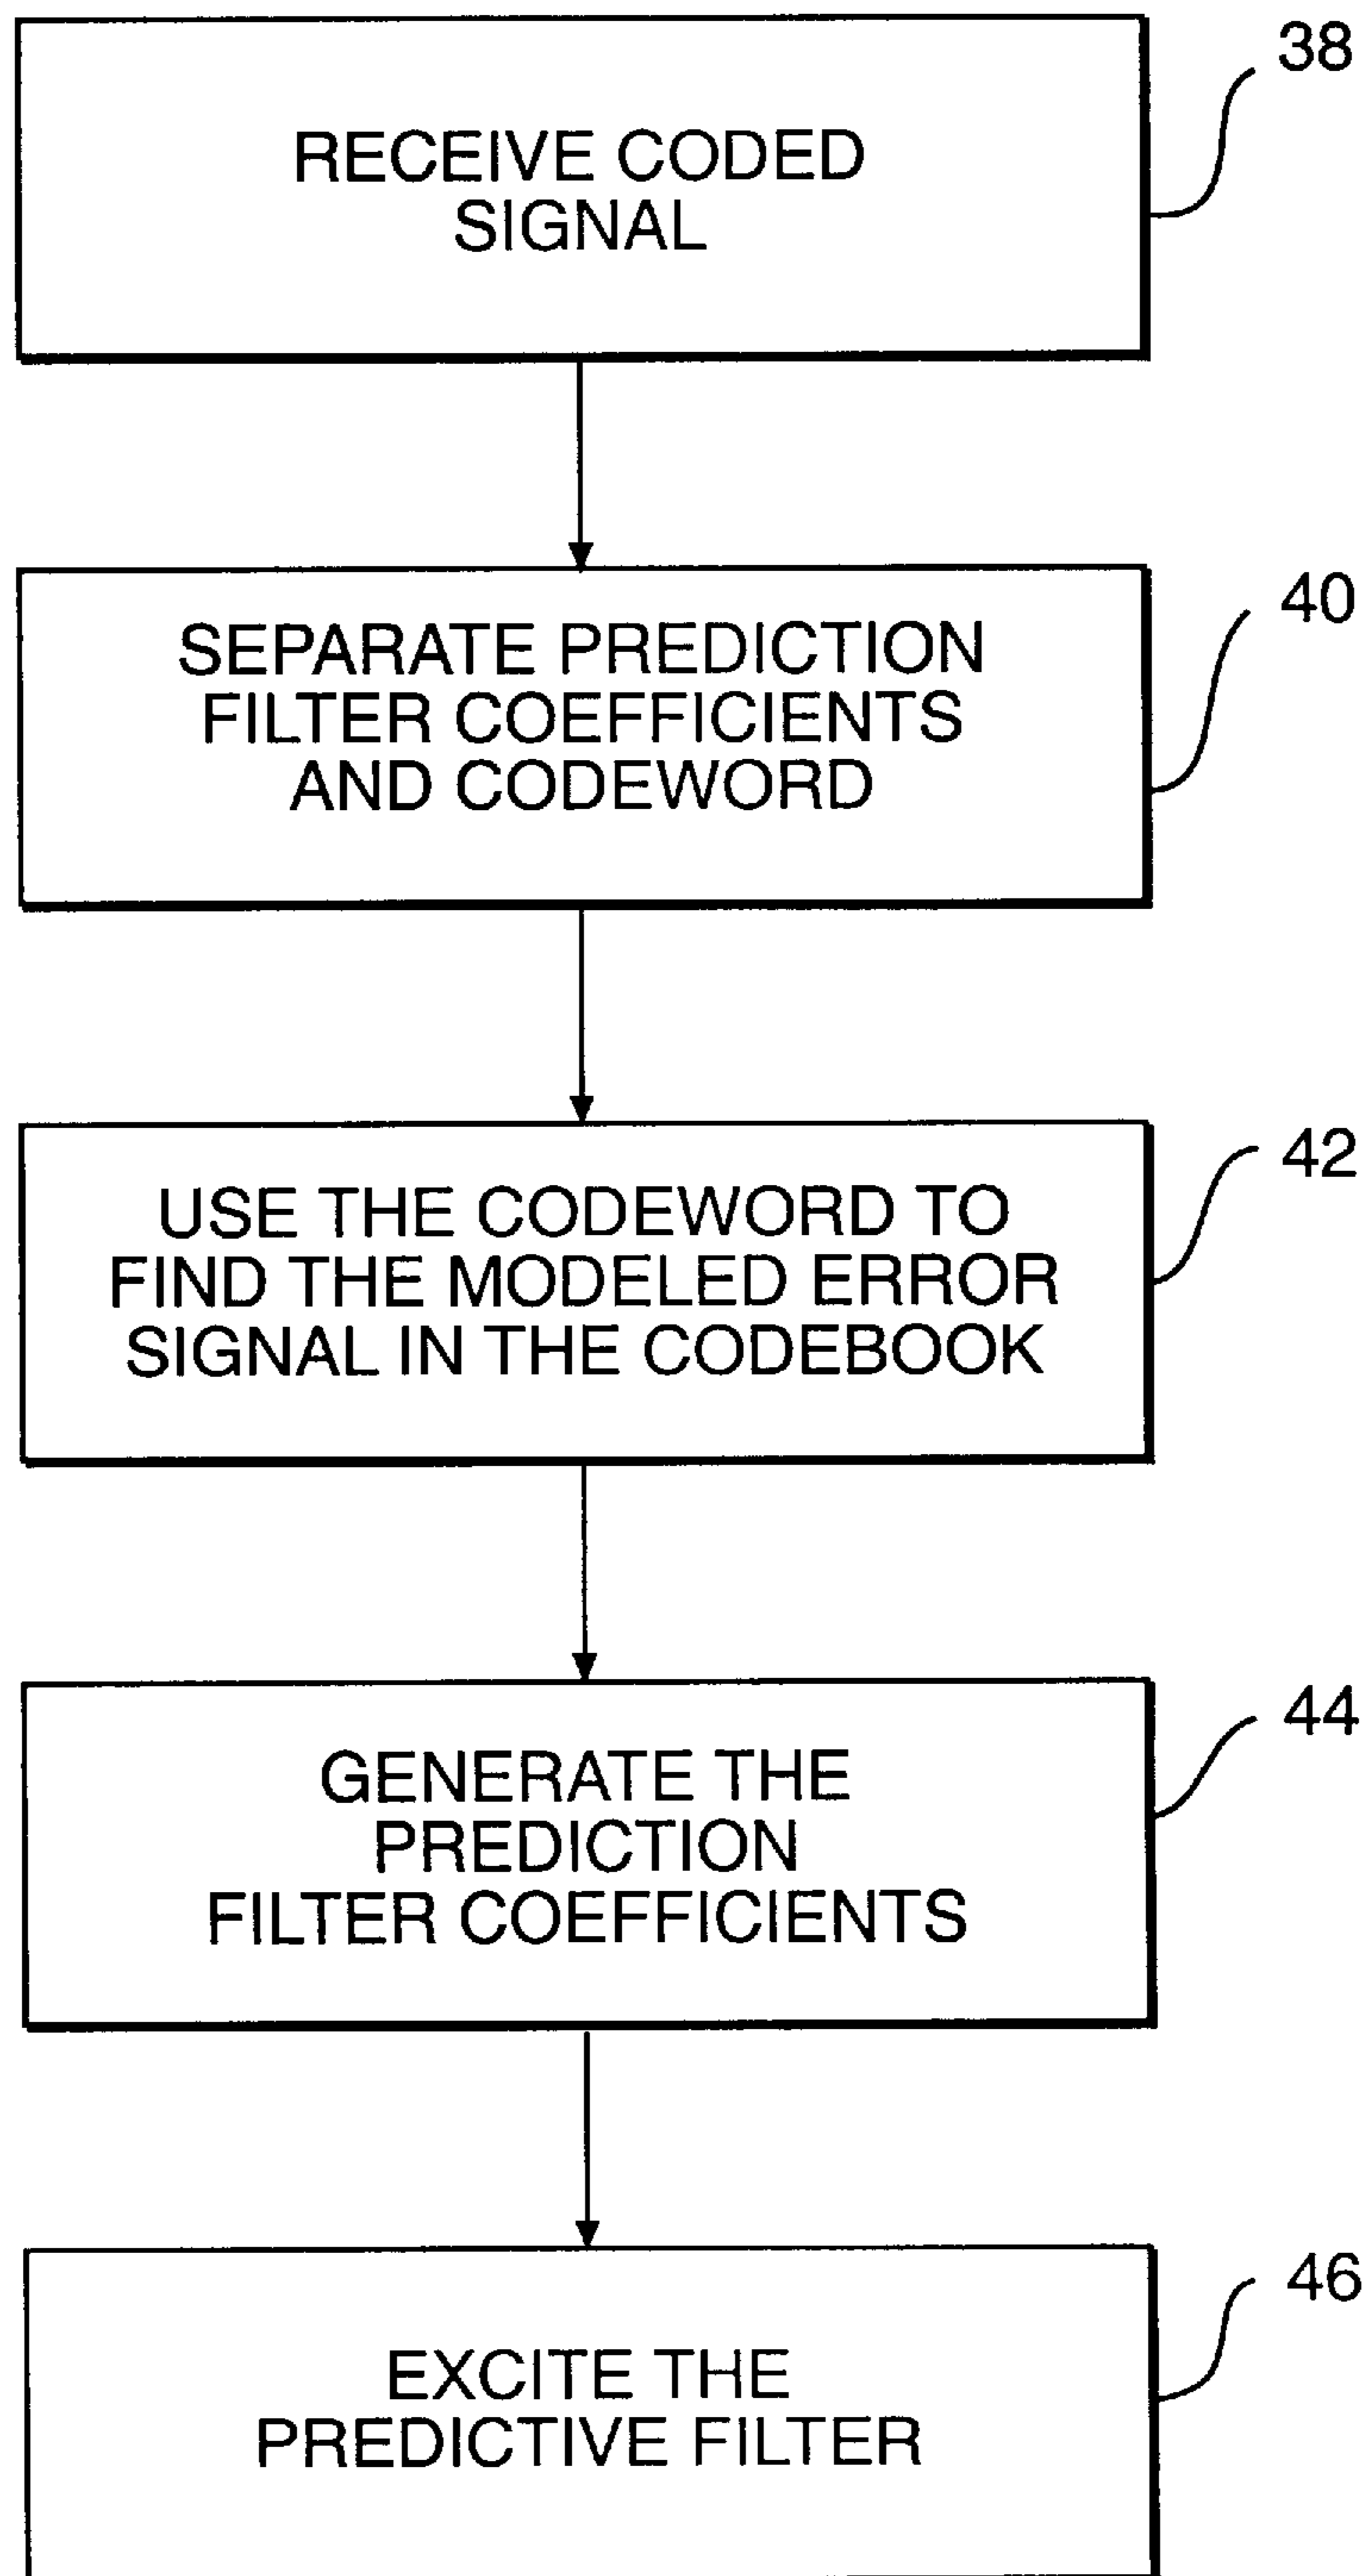 38
RECEIVE CODED
SIGNAL
40
SEPARATE PREDICTION
FILTER COEFFICIENTS
AND CODEWORD
42
USE THE CODEWORD TO
FIND THE MODELED ERROR
SIGNAL IN THE CODEBOOK
44
GENERATE THE
PREDICTION
FILTER COEFFICIENTS
46
EXCITE THE
PREDICTIVE FILTER